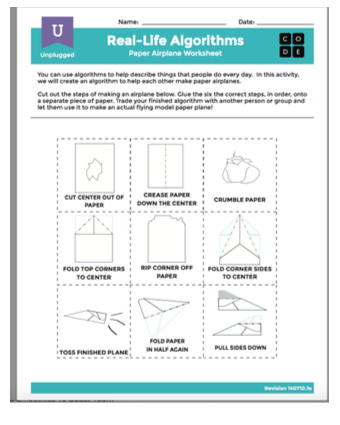 Name: Date:
U
Unplugged
Real-Life Algorithms
Paper Airplane Worksheet
C O
D E
You can use algorithms to help describe things that people do every day. In this activity,
we will create an algorithm to help each other make paper airplanes.
Cut out the steps of making an airplane below. Glue the six the correct steps, in order, onto
a separate piece of paper. Trade your finished algorithm with another person or group and
let them use it to make an actual flying model paper plane!
CUT CENTER OUT OF
PAPER
CREASE PAPER
DOWN THE CENTER
CRUMBLE PAPER
FOLD TOP CORNERS
TO CENTER
RIP CORNER OFF
PAPER
FOLD CORNER SIDES
TO CENTER
TOSS FINISHED PLANE
FOLD PAPER
IN HALF AGAIN
PULL SIDES DOWN
Revision 140710.1a